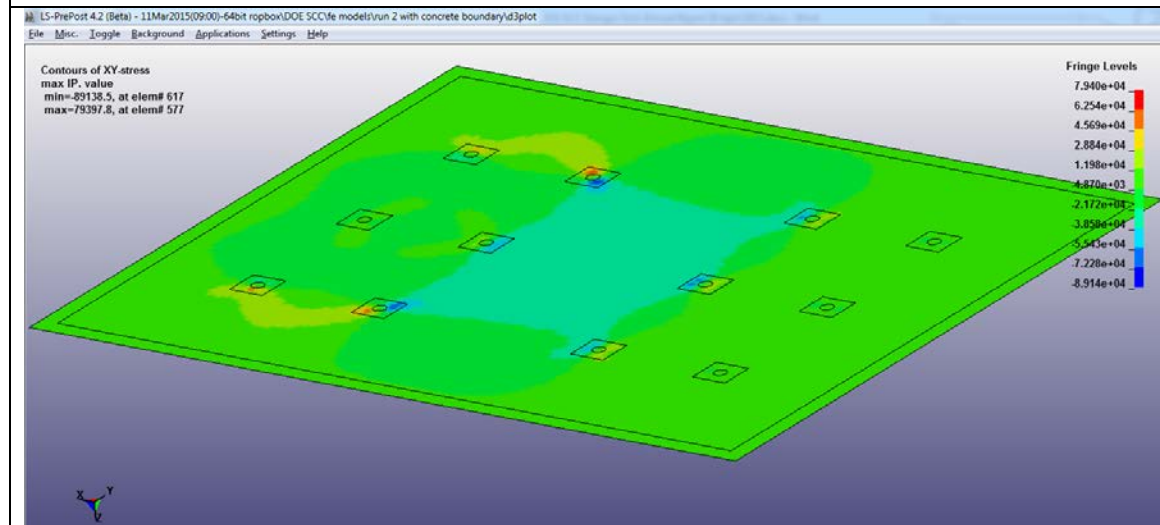 LS-PrePost 4.2 (Beta) - 11Mar2015(09:00)-64bit ropbox\DOE SCC\fe models\run 2 with concrete boundary\d3plot
File Misc. Toggle Background Applications Settings Help
Contours of XY-stress
max IP. value
min=-89138.5, at elem# 617
max=79397.8, at elem# 577
Fringe Levels
7.940e+04
6.254e+04
4.569e+04
2.884e+04
1.198e+04
-4.870e+03
-2.172e+04
-3.858e+04
-5.543e+04
-7.228e+04
-8.914e+04
X
Y
Z